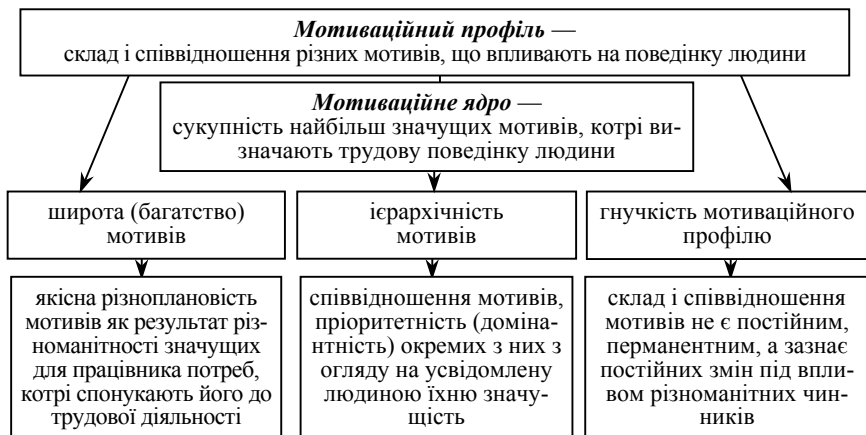 Мотиваційний профіль —
склад і співвідношення різних мотивів, що впливають на поведінку людини
Мотиваційне ядро —
сукупність найбільш значущих мотивів, котрі ви-
значають трудову поведінку людини
широта (багатство)
мотивів
ієрархічність
мотивів
гнучкість мотиваційного
профілю
якісна різноплановість
мотивів як результат різ-
номанітності значущих
для працівника потреб,
котрі спонукають його до
трудової діяльності
співвідношення мотивів,
пріоритетність (доміна-
нтність) окремих з них з
огляду на усвідомлену
людиною їхню значу-
щість
склад і співвідношення
мотивів не є постійним,
перманентним, а зазнає
постійних змін під впли-
вом різноманітних чин-
ників